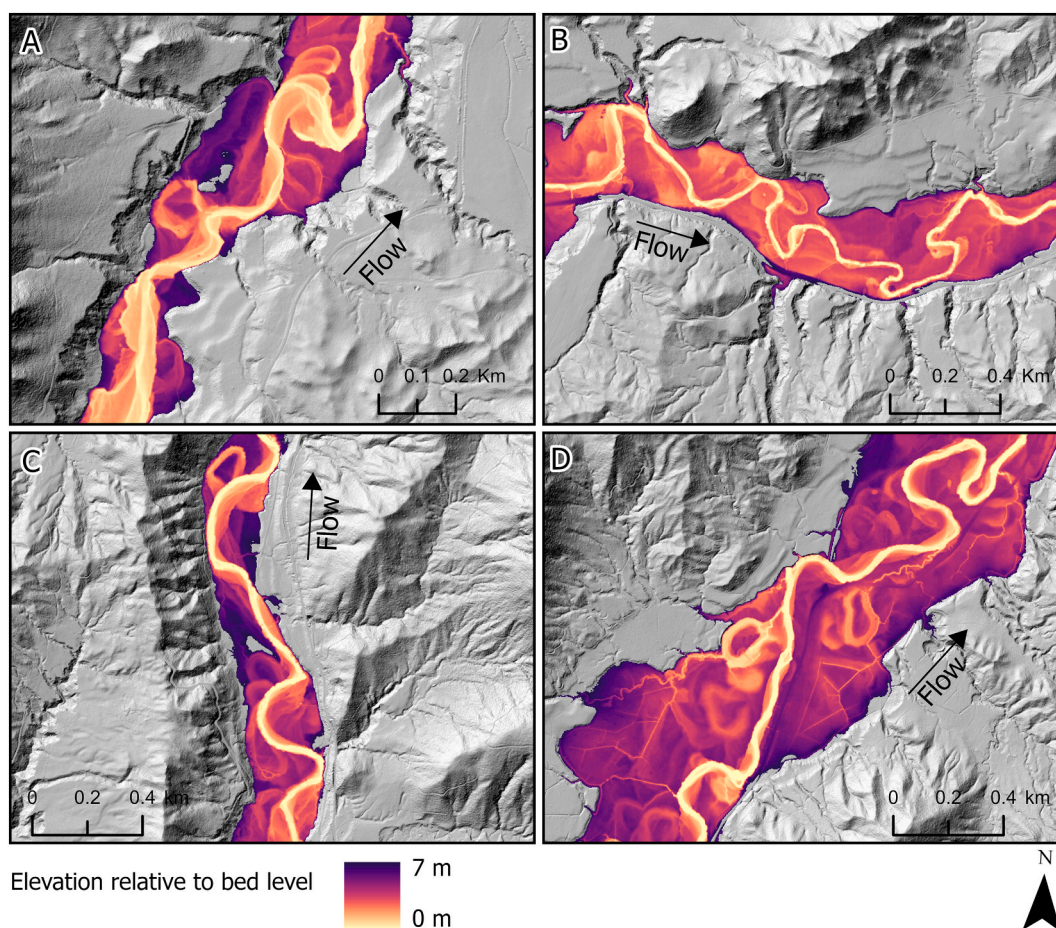 A
Flow
0 0.1 0.2 Km
B
Flow
0 0.2 0.4 Km
C
Flow
0 0.2 0.4 km
D
Flow
0 0.2 0.4 km
Elevation relative to bed level
7 m
0 m
N